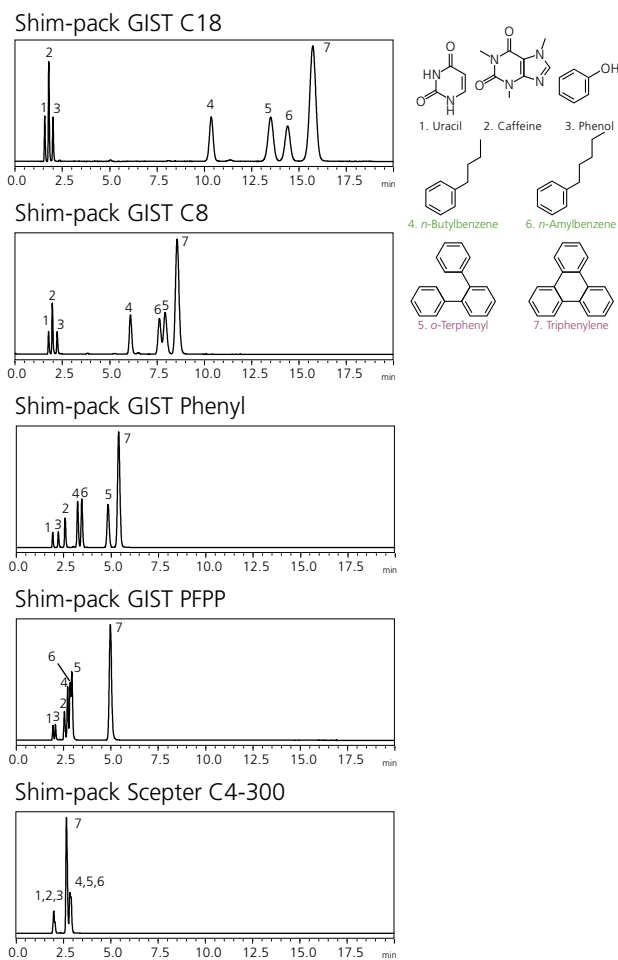 Shim-pack GIST C18
1
2
3
4
5
6
7
0.0 2.5 5.0 7.5 10.0 12.5 15.0 17.5 min
Shim-pack GIST C8
1
2
3
4
6
5
7
0.0 2.5 5.0 7.5 10.0 12.5 15.0 17.5 min
Shim-pack GIST Phenyl
1
3
2
4
6
5
7
0.0 2.5 5.0 7.5 10.0 12.5 15.0 17.5 min
Shim-pack GIST PFPP
1
3
2
4
6
5
7
0.0 2.5 5.0 7.5 10.0 12.5 15.0 17.5 min
Shim-pack Scepter C4-300
1,2,3
7
4,5,6
0.0 2.5 5.0 7.5 10.0 12.5 15.0 17.5 min
O
HN
O
N
H
O
N
N
O
N
N
OH
1. Uracil 2. Caffeine 3. Phenol
4. n-Butylbenzene 6. n-Amylbenzene
5. o-Terphenyl 7. Triphenylene